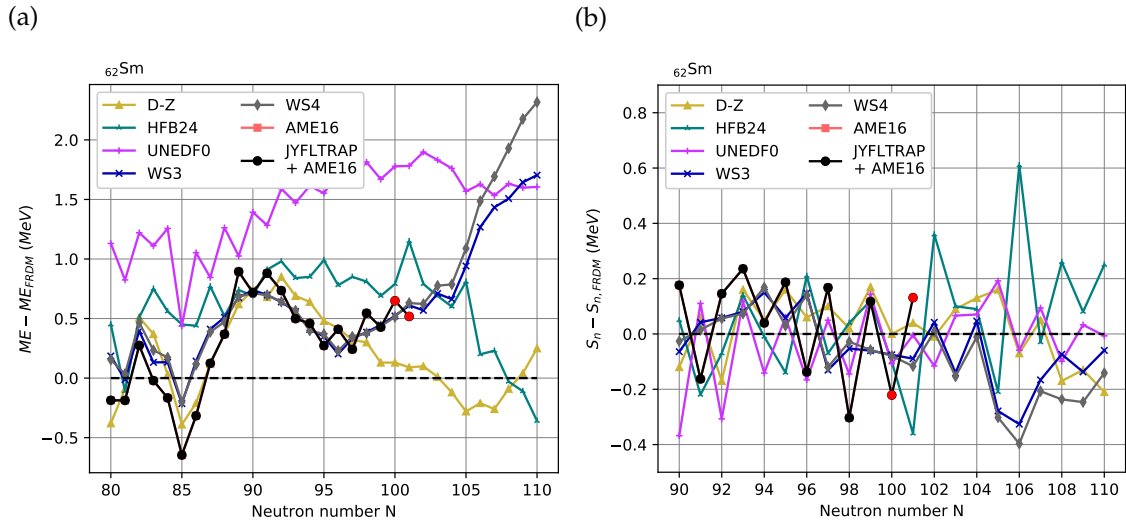 (a)
₆₂Sm
D-Z
HFB24
UNEDF0
WS3
WS4
AME16
JYFLTRAP
+ AME16
ME − ME_FRDM (MeV)
2.0
1.5
1.0
0.5
0.0
−0.5
80
85
90
95
100
105
110
Neutron number N
(b)
₆₂Sm
D-Z
HFB24
UNEDF0
WS3
WS4
AME16
JYFLTRAP
+ AME16
S_n − S_n,FRDM (MeV)
0.8
0.6
0.4
0.2
0.0
−0.2
−0.4
90
92
94
96
98
100
102
104
106
108
110
Neutron number N